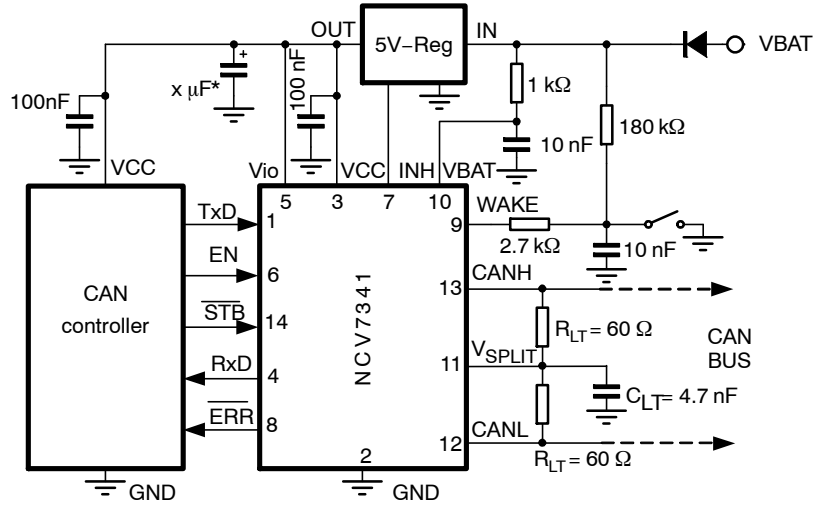 OUT
5V−Reg
IN
VBAT
100nF
x μF*
+
100 nF
1 kΩ
10 nF
180 kΩ
VCC
Vio
VCC
INH
VBAT
5
3
7
10
WAKE
9
2.7 kΩ
10 nF
TxD
1
EN
6
STB
14
RxD
4
ERR
8
CAN
controller
NCV7341
CANH
13
RLT = 60 Ω
VSPLIT
11
CLT = 4.7 nF
CAN
BUS
CANL
12
RLT = 60 Ω
2
GND
GND